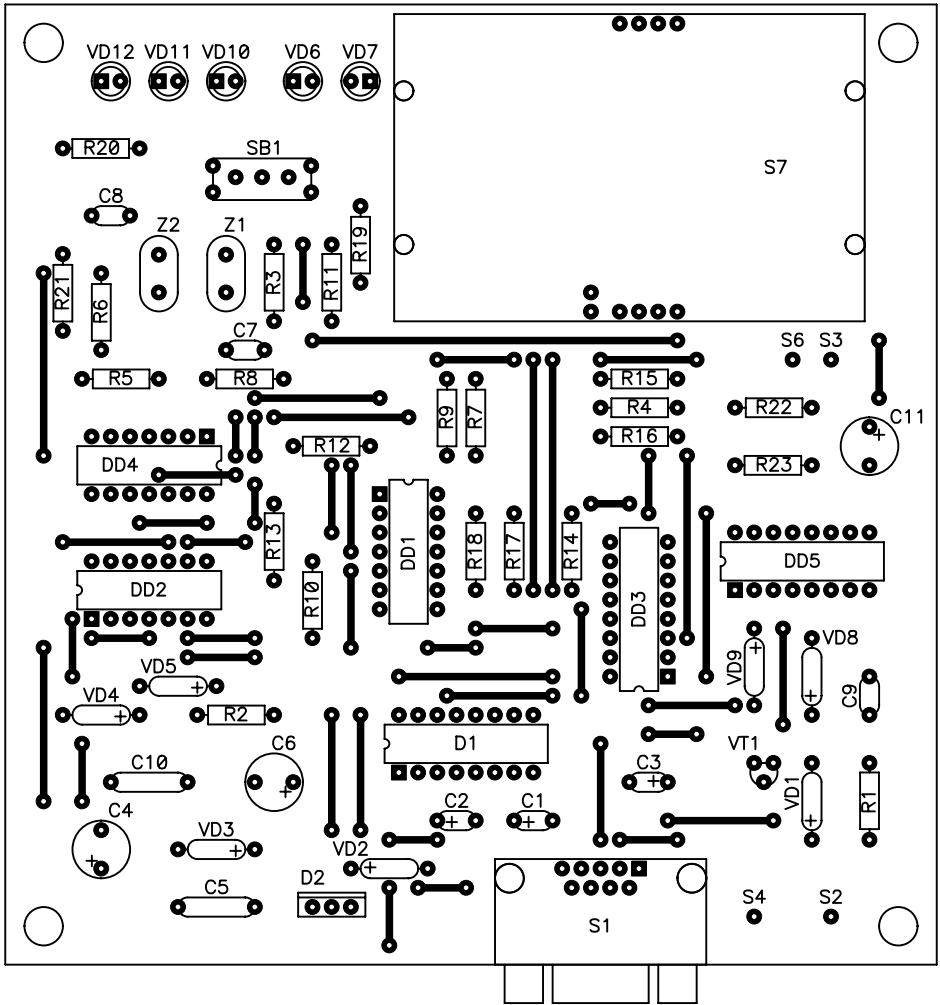 VD12 VD11 VD10 VD6 VD7
R20
SB1
S7
C8
Z2 Z1
R19
R21
R6
R3
R11
C7
S6 S3
R5
R8
R15
R9
R7
R4
R22
C11
R12
R16
DD4
R23
DD1
R13
R18
R17
R14
DD5
DD2
R10
DD3
VD5
VD9
VD8
VD4
R2
C9
C6
D1
VT1
C10
C3
C4
VD1
R1
C2 C1
VD3
VD2
D2
C5
S4 S2
S1